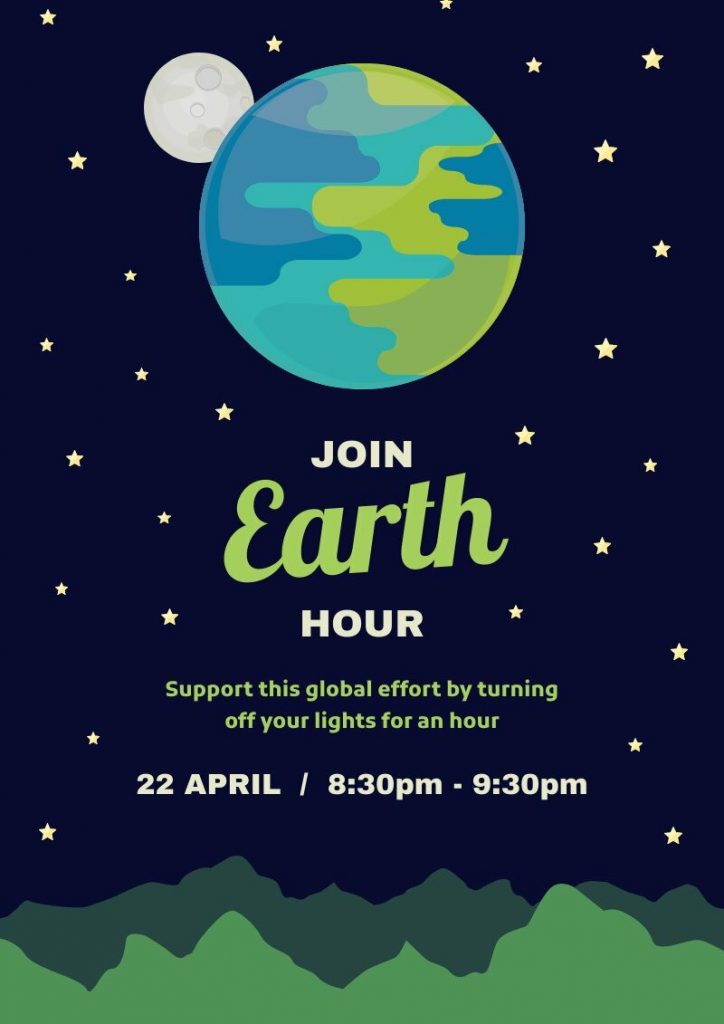 JOIN
Earth
HOUR
Support this global effort by turning
off your lights for an hour
22 APRIL / 8:30pm - 9:30pm